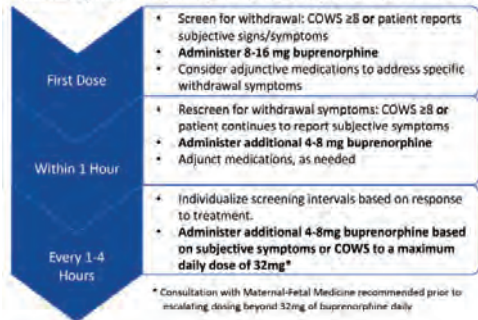 First Dose
• Screen for withdrawal: COWS ≥8 or patient reports
subjective signs/symptoms
• Administer 8-16 mg buprenorphine
• Consider adjunctive medications to address specific
withdrawal symptoms
Within 1 Hour
• Rescreen for withdrawal symptoms: COWS ≥8 or
patient continues to report subjective symptoms
• Administer additional 4-8 mg buprenorphine
• Adjunct medications, as needed
Every 1-4
Hours
• Individualize screening intervals based on response
to treatment.
• Administer additional 4-8mg buprenorphine based
on subjective symptoms or COWS to a maximum
daily dose of 32mg*
* Consultation with Maternal-Fetal Medicine recommended prior to
escalating dosing beyond 32mg of buprenorphine daily